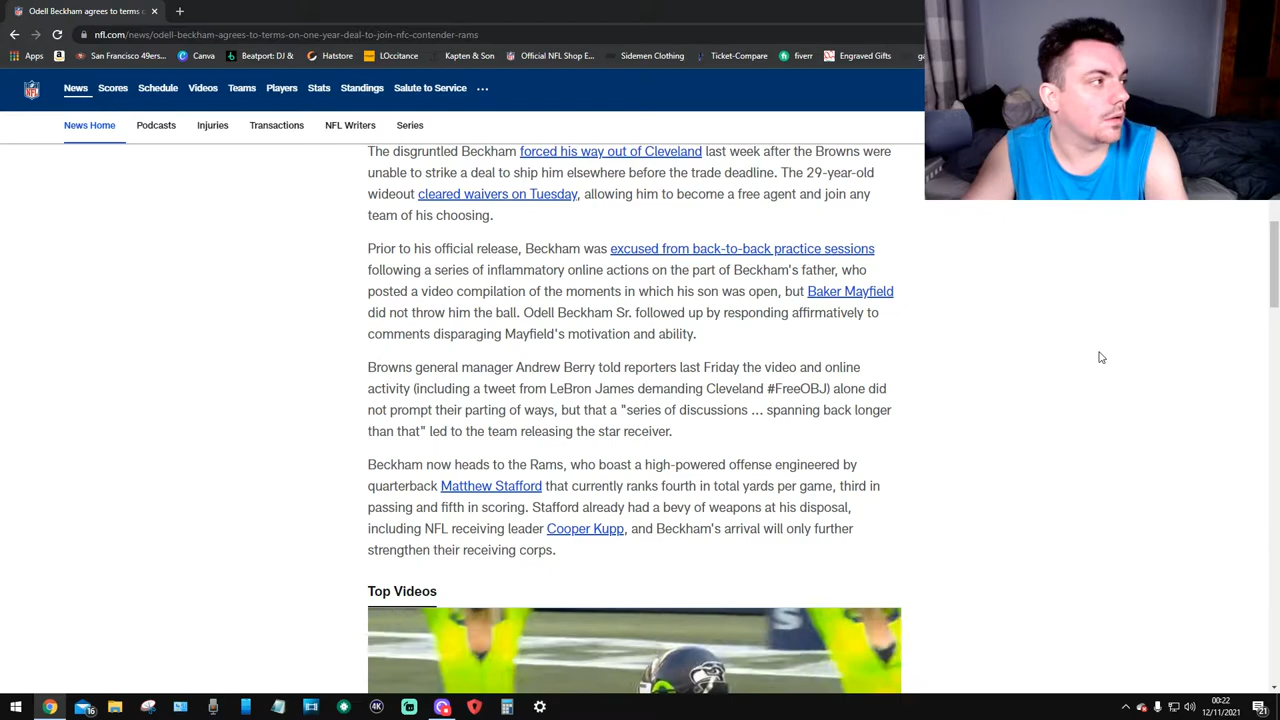 Odell Beckham agrees to terms o
nfl.com/news/odell-beckham-agrees-to-terms-on-one-year-deal-to-join-nfc-contender-rams
Apps
San Francisco 49ers...
Canva
Beatport: DJ &
Hatstore
LOccitance
Kapten & Son
Official NFL Shop E...
Sidemen Clothing
Ticket-Compare
fiverr
Engraved Gifts
NFL
News
Scores
Schedule
Videos
Teams
Players
Stats
Standings
Salute to Service
News Home
Podcasts
Injuries
Transactions
NFL Writers
Series
The disgruntled Beckham forced his way out of Cleveland last week after the Browns were
unable to strike a deal to ship him elsewhere before the trade deadline. The 29-year-old
wideout cleared waivers on Tuesday, allowing him to become a free agent and join any
team of his choosing.
Prior to his official release, Beckham was excused from back-to-back practice sessions
following a series of inflammatory online actions on the part of Beckham's father, who
posted a video compilation of the moments in which his son was open, but Baker Mayfield
did not throw him the ball. Odell Beckham Sr. followed up by responding affirmatively to
comments disparaging Mayfield's motivation and ability.
Browns general manager Andrew Berry told reporters last Friday the video and online
activity (including a tweet from LeBron James demanding Cleveland #FreeOBJ) alone did
not prompt their parting of ways, but that a "series of discussions ... spanning back longer
than that" led to the team releasing the star receiver.
Beckham now heads to the Rams, who boast a high-powered offense engineered by
quarterback Matthew Stafford that currently ranks fourth in total yards per game, third in
passing and fifth in scoring. Stafford already had a bevy of weapons at his disposal,
including NFL receiving leader Cooper Kupp, and Beckham's arrival will only further
strengthen their receiving corps.
Top Videos
S
16
4K
00:22
12/11/2021
21